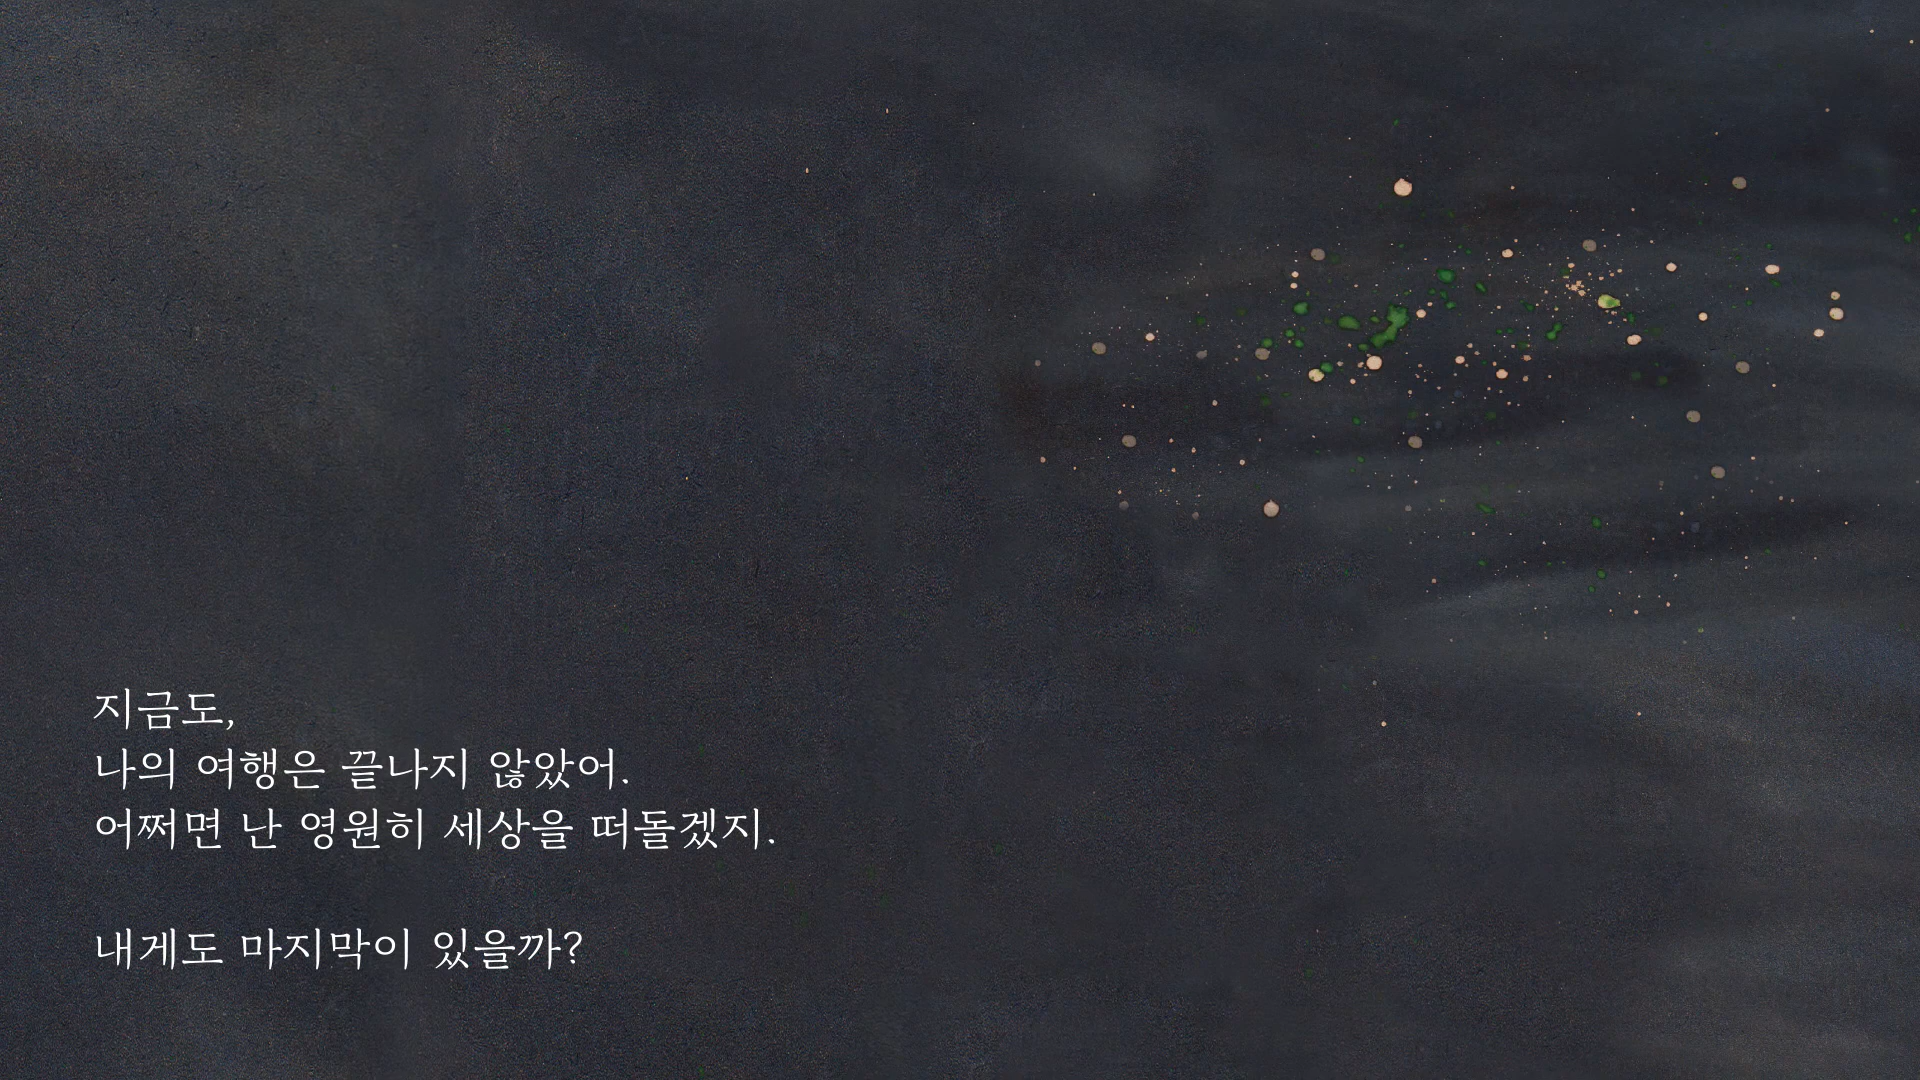 지금도,
나의 여행은 끝나지 않았어.
어쩌면 난 영원히 세상을 떠돌겠지.
내게도 마지막이 있을까?